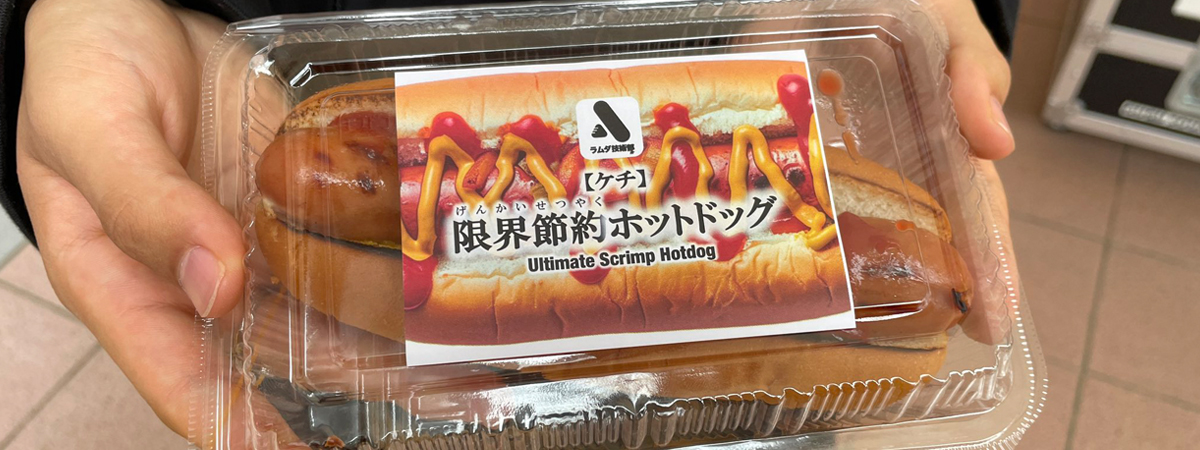 ラムダ技術部
【ケチ】
げんかいせつやく
限界節約ホットドッグ
Ultimate Scrimp Hotdog